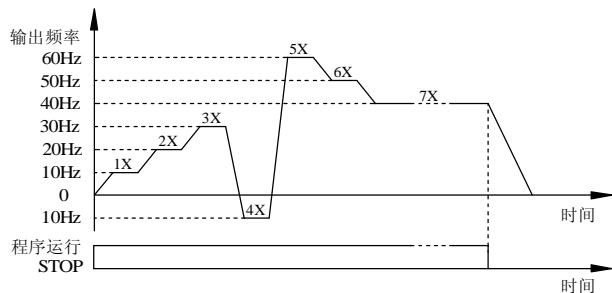 输出频率
60Hz
5X
50Hz
6X
40Hz
7X
30Hz
3X
20Hz
2X
10Hz
1X
0
10Hz
4X
时间
程序运行
STOP
时间